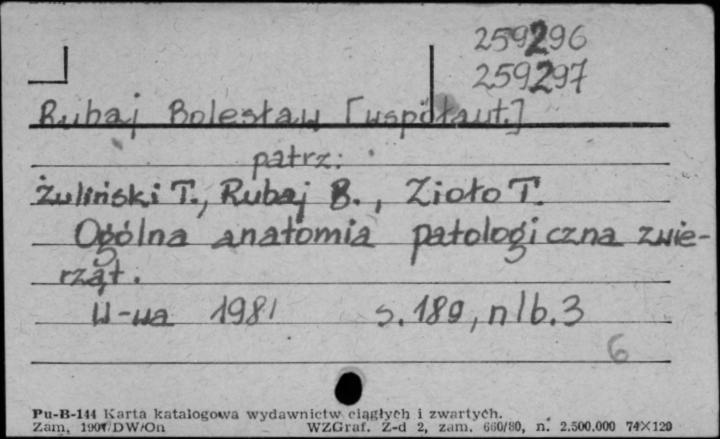 259296
259297
Rubaj Bolesław [współaut.]
patrz:
Żuliński T., Rubaj B., Zioło T.
Ogólna anatomia patologiczna zwie-
rząt.
W-wa 1981 s. 189, nlb. 3
6
Pu-B-144 Karta katalogowa wydawnictw ciągłych i zwartych.
Zam. DW/On WZGraf. Z-d 2, zam. 660/80, n. 2.500.000 74×120